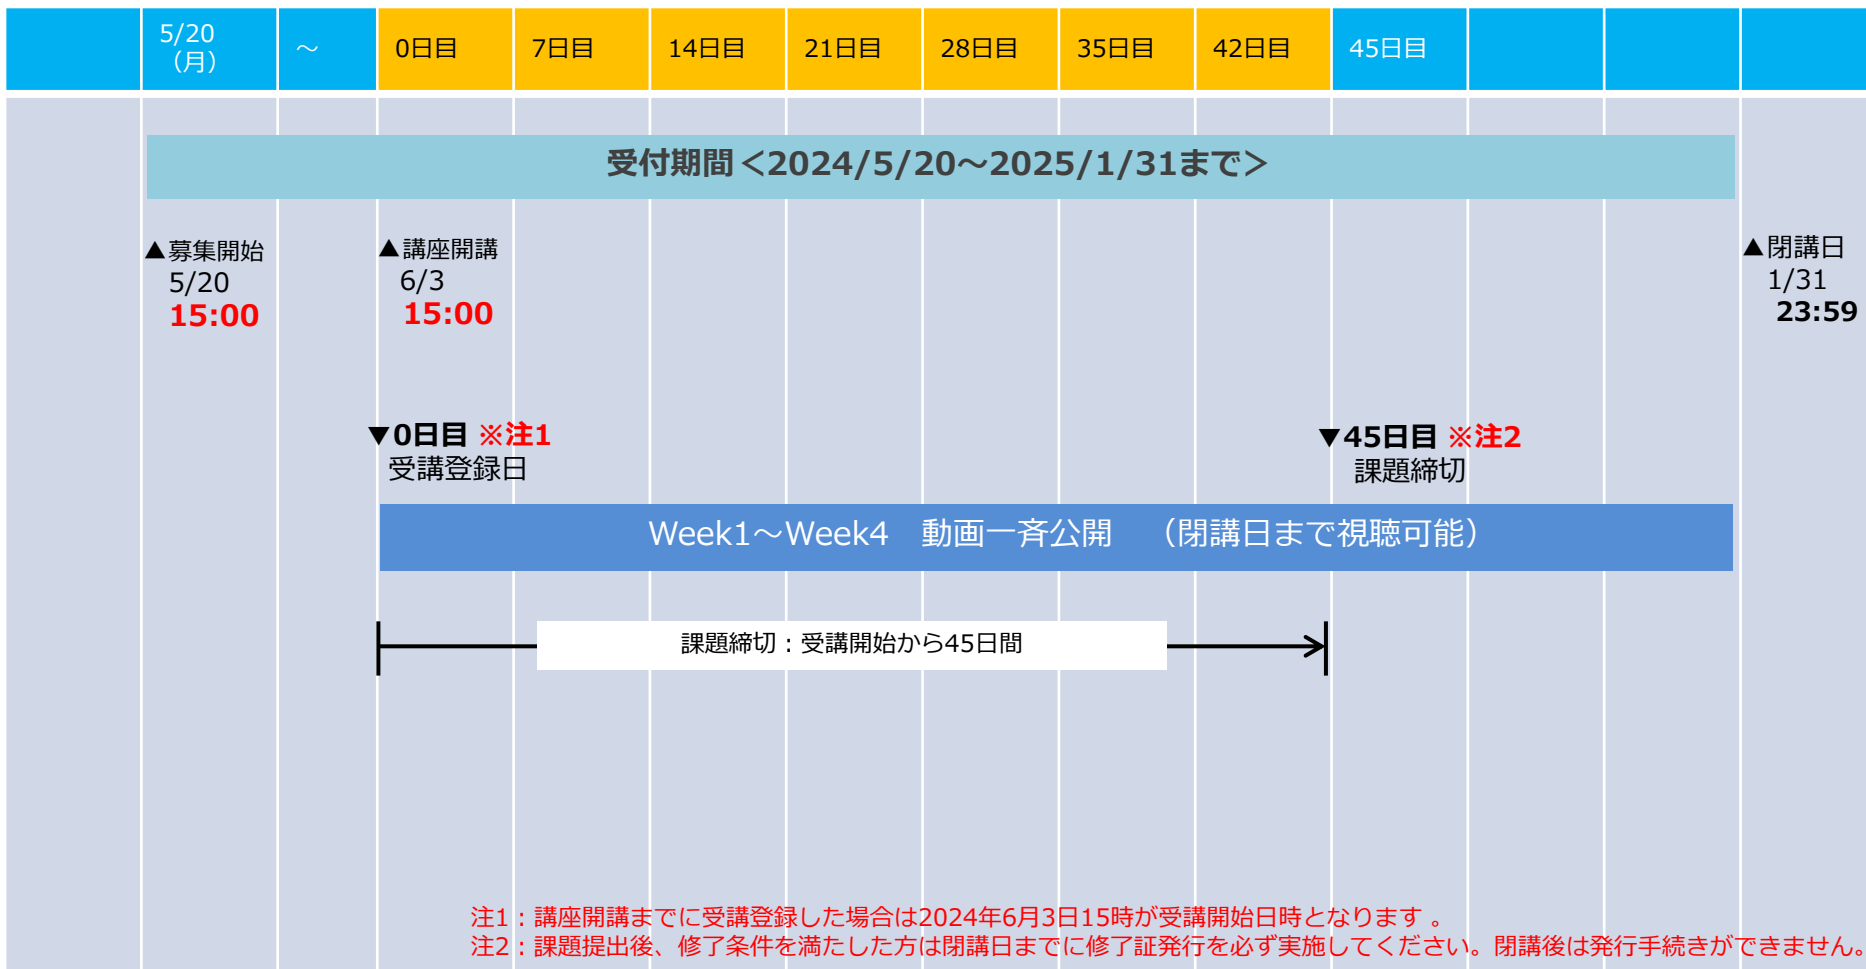 5/20
（月）
～
0日目
7日目
14日目
21日目
28日目
35日目
42日目
45日目
受付期間＜2024/5/20～2025/1/31まで＞
▲募集開始
5/20
15:00
▲講座開講
6/3
15:00
▲閉講日
1/31
23:59
▼0日目 ※注1
受講登録日
▼45日目 ※注2
課題締切
Week1～Week4　動画一斉公開　（閉講日まで視聴可能）
課題締切：受講開始から45日間
注1：講座開講までに受講登録した場合は2024年6月3日15時が受講開始日時となります 。
注2：課題提出後、修了条件を満たした方は閉講日までに修了証発行を必ず実施してください。閉講後は発行手続きができません。